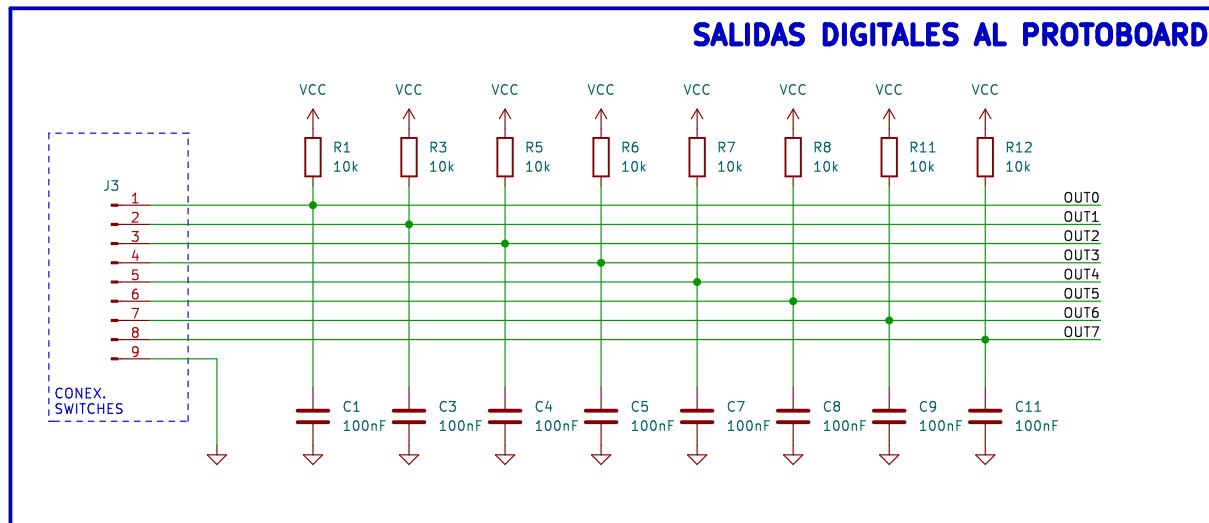 SALIDAS DIGITALES AL PROTOBOARD
VCC VCC VCC VCC VCC VCC VCC VCC
R1 R3 R5 R6 R7 R8 R11 R12
10k 10k 10k 10k 10k 10k 10k 10k
J3
1 OUT0
2 OUT1
3 OUT2
4 OUT3
5 OUT4
6 OUT5
7 OUT6
8 OUT7
9
CONEX.
SWITCHES
C1 C3 C4 C5 C7 C8 C9 C11
100nF 100nF 100nF 100nF 100nF 100nF 100nF 100nF